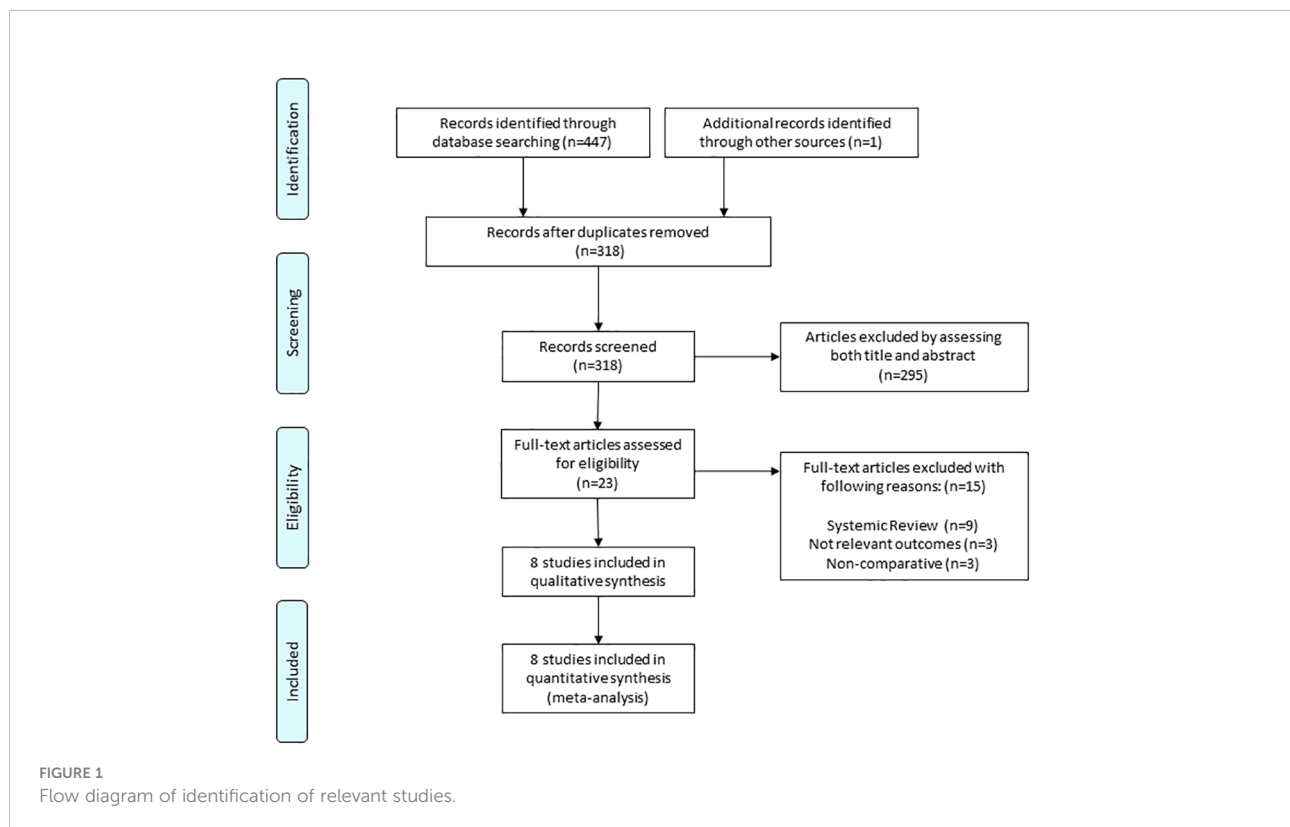 Identification
Records identified through
database searching (n=447)
Additional records identified
through other sources (n=1)
Records after duplicates removed
(n=318)
Screening
Records screened
(n=318)
Articles excluded by assessing
both title and abstract
(n=295)
Eligibility
Full-text articles assessed
for eligibility
(n=23)
Full-text articles excluded with
following reasons: (n=15)
Systemic Review (n=9)
Not relevant outcomes (n=3)
Non-comparative (n=3)
8 studies included in
qualitative synthesis
Included
8 studies included in
quantitative synthesis
(meta-analysis)
FIGURE 1
Flow diagram of identification of relevant studies.